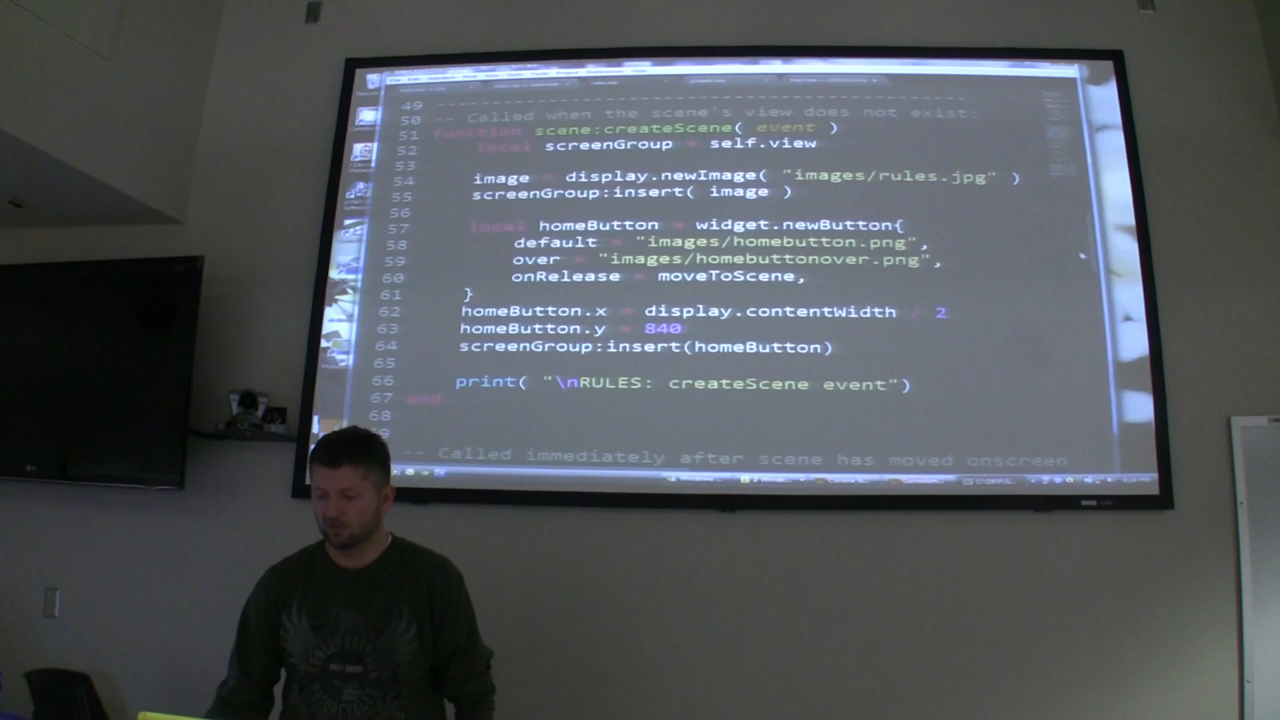 49 ----------------------------------------------------------------
50 -- Called when the scene's view does not exist:
51 function scene:createScene( event )
52 local screenGroup = self.view
53
54 image = display.newImage( "images/rules.jpg" )
55 screenGroup:insert( image )
56
57 local homeButton = widget.newButton{
58 default = "images/homebutton.png",
59 over = "images/homebuttonover.png",
60 onRelease = moveToScene,
61 }
62 homeButton.x = display.contentWidth / 2
63 homeButton.y = 840
64 screenGroup:insert(homeButton)
65
66 print( "\nRULES: createScene event")
67 end
68
69
-- Called immediately after scene has moved onscreen
LG